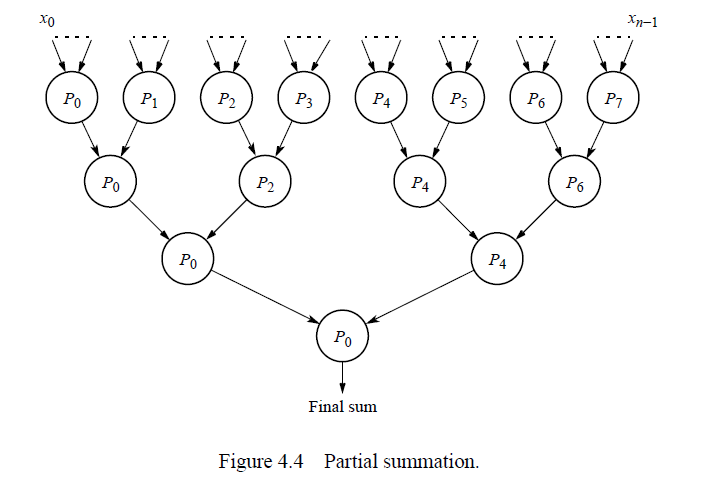 x0 xn–1
P0 P1 P2 P3 P4 P5 P6 P7
P0 P2 P4 P6
P0 P4
P0
Final sum
Figure 4.4 Partial summation.